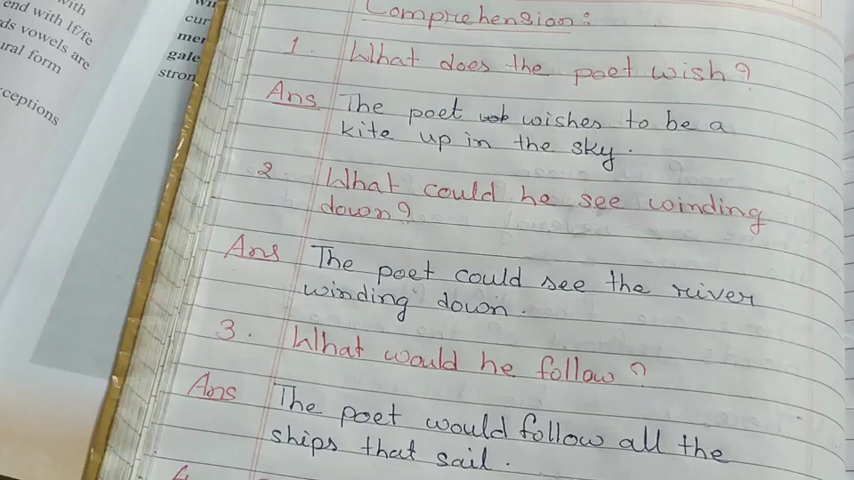 with
end with lf/fe
ds vowels are
ural form
ceptions
cur
mer
gale
stron
Comprehension:
1. What does the poet wish?
Ans The poet wishes to be a
kite up in the sky.
2. What could he see winding
down?
Ans The poet could see the river
winding down.
3. What would he follow?
Ans The poet would follow all the
ships that sail.